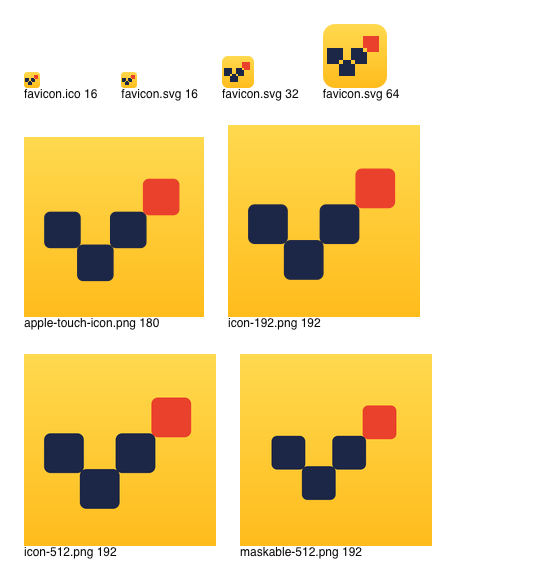 favicon.ico 16
favicon.svg 16
favicon.svg 32
favicon.svg 64
apple-touch-icon.png 180
icon-192.png 192
icon-512.png 192
maskable-512.png 192